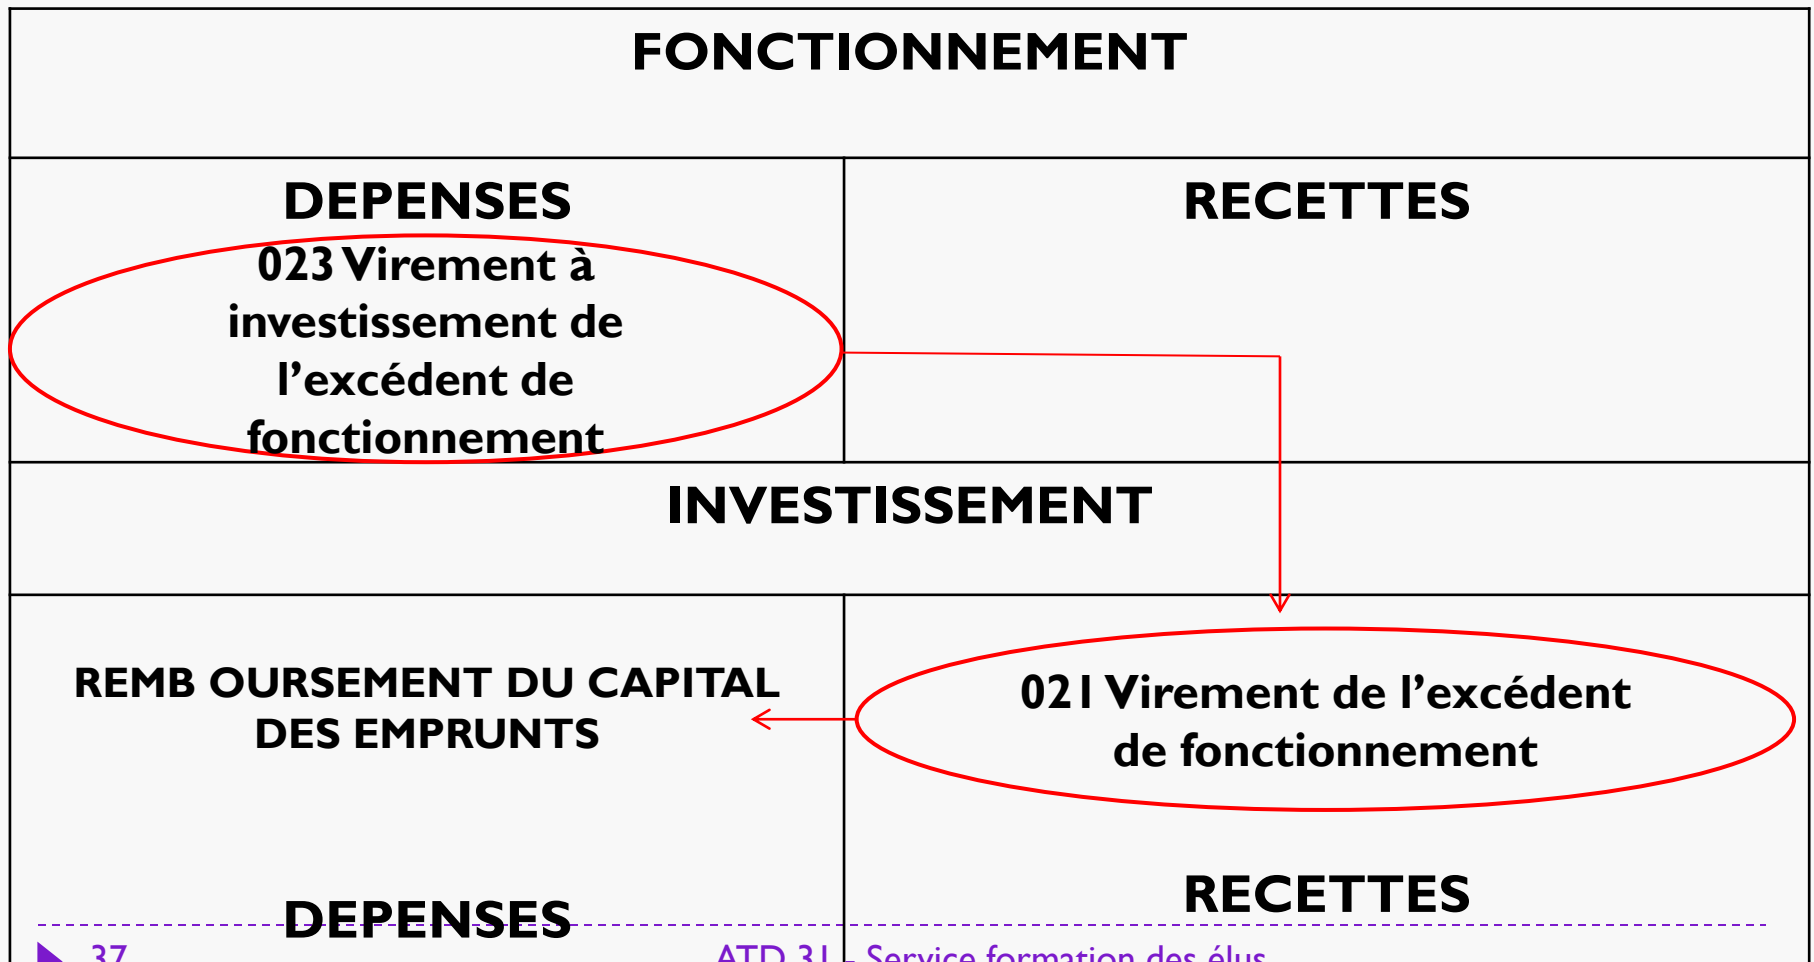 FONCTIONNEMENT
DEPENSES
023 Virement à
investissement de
l’excédent de
fonctionnement
RECETTES
INVESTISSEMENT
REMB OURSEMENT DU CAPITAL
DES EMPRUNTS
DEPENSES
021 Virement de l’excédent
de fonctionnement
RECETTES
37
ATD 31 - Service formation des élus